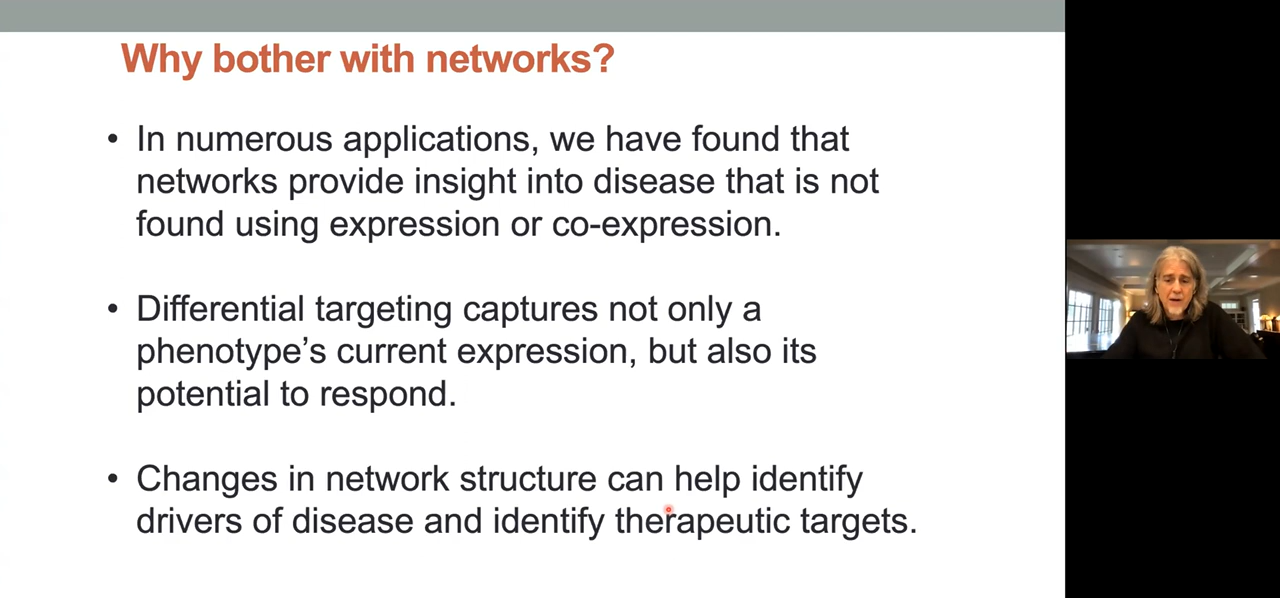 Why bother with networks?
• In numerous applications, we have found that
networks provide insight into disease that is not
found using expression or co-expression.
• Differential targeting captures not only a
phenotype’s current expression, but also its
potential to respond.
• Changes in network structure can help identify
drivers of disease and identify therapeutic targets.